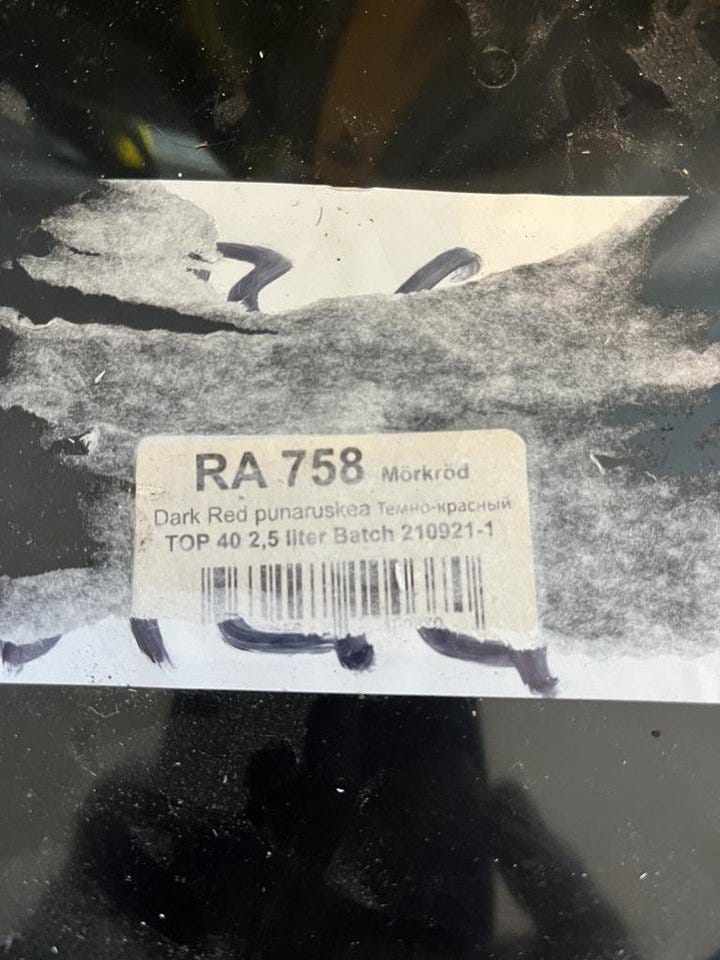 RA 758 Mörkröd
Dark Red punaruskea Темно-красный
TOP 40 2,5 liter Batch 210921-1